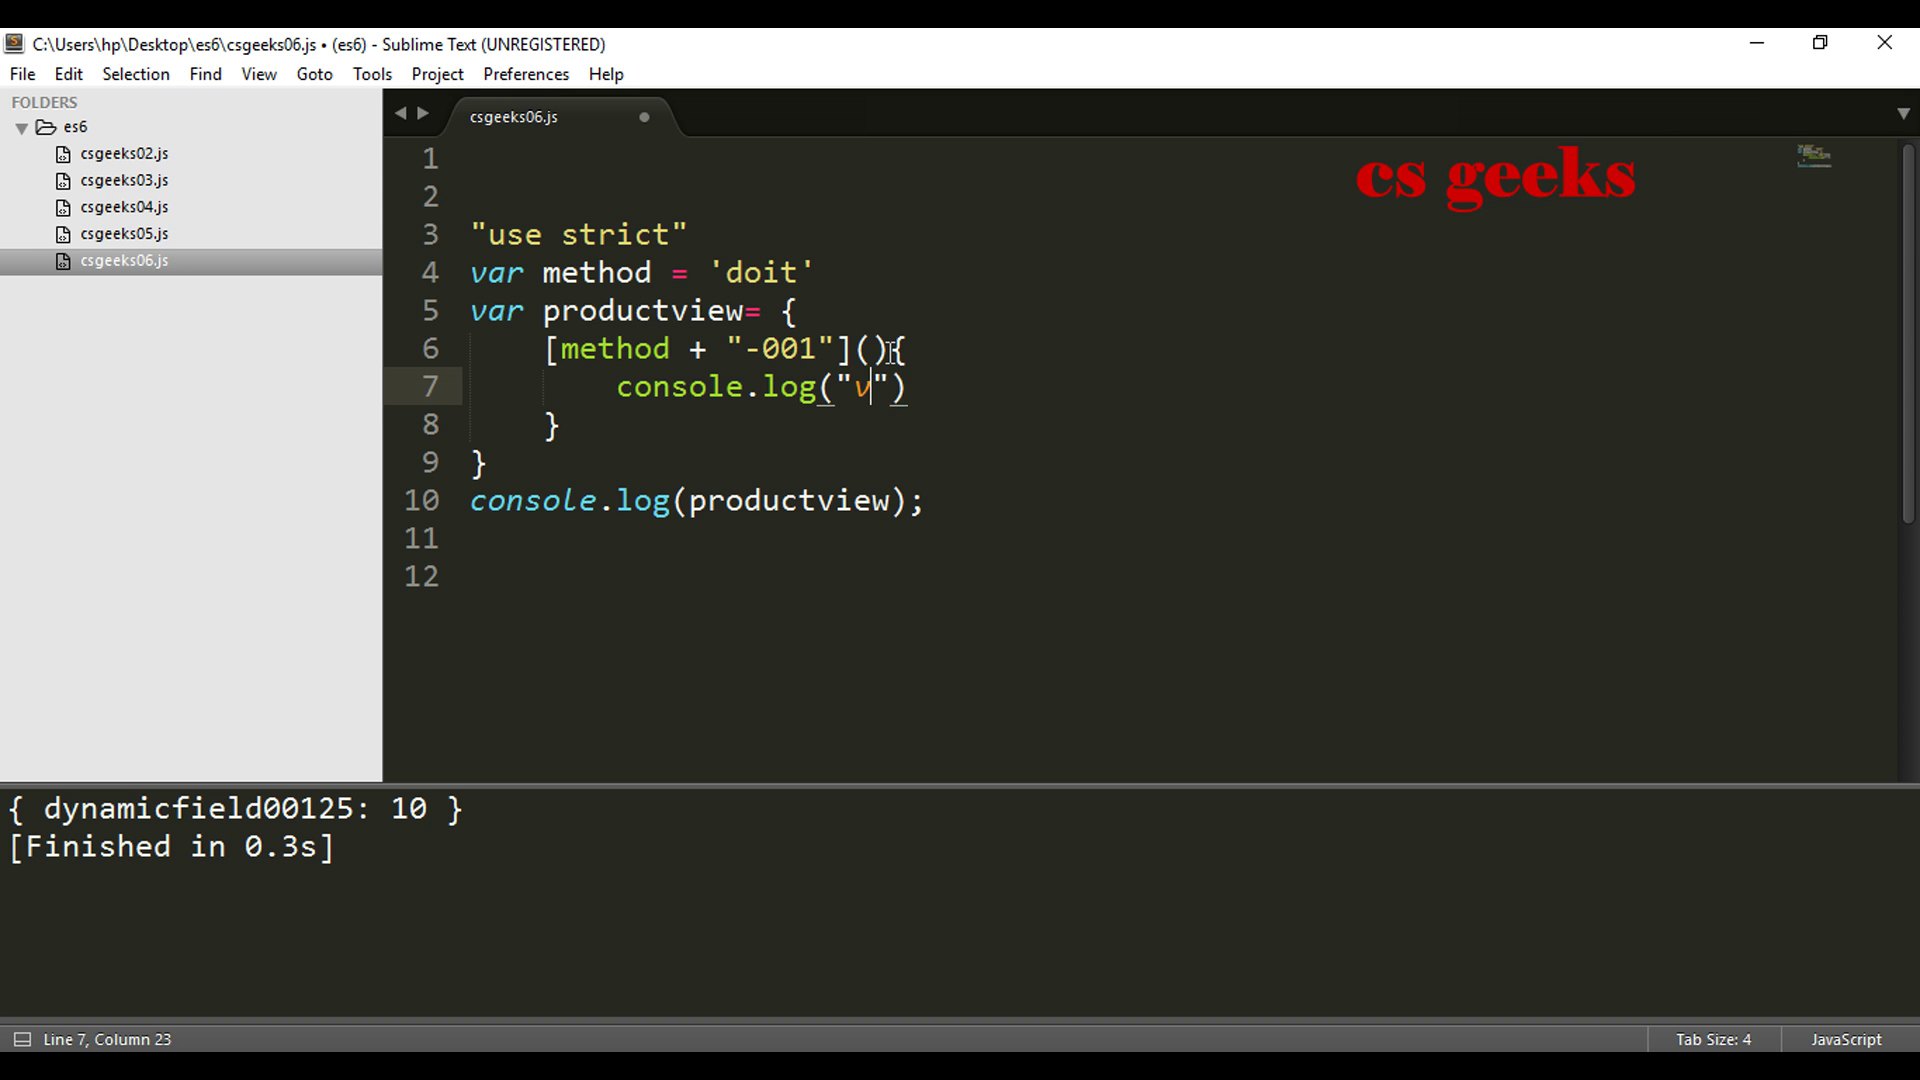 C:\Users\hp\Desktop\es6\csgeeks06.js • (es6) - Sublime Text (UNREGISTERED)
File Edit Selection Find View Goto Tools Project Preferences Help
FOLDERS
es6
csgeeks02.js
csgeeks03.js
csgeeks04.js
csgeeks05.js
csgeeks06.js
csgeeks06.js
cs geeks
1
2
3 "use strict"
4 var method = 'doit'
5 var productview= {
6     [method + "-001"](){
7         console.log("v")
8     }
9 }
10 console.log(productview);
11
12
{ dynamicfield00125: 10 }
[Finished in 0.3s]
Line 7, Column 23 Tab Size: 4 JavaScript